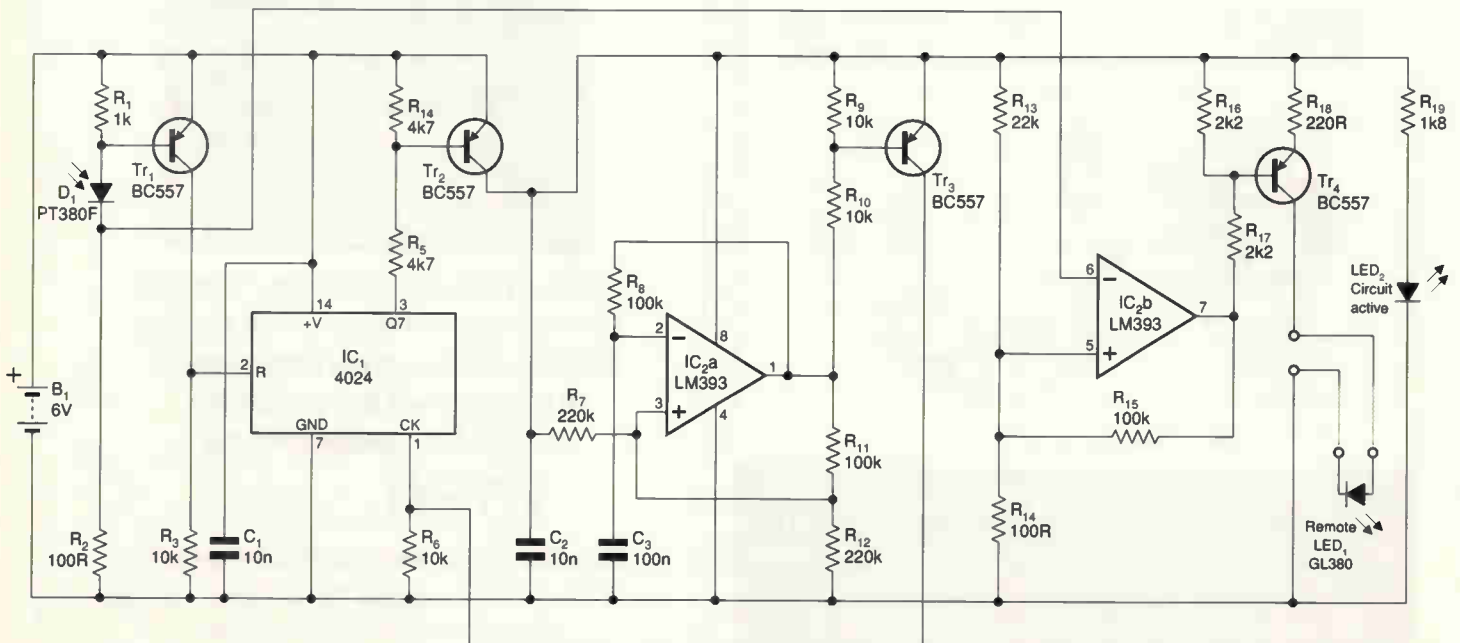 R1
1k
D1
PT380F
Tr1
BC557
R14
4k7
Tr2
BC557
R5
4k7
14
3
+V
Q7
2
R
IC1
4024
GND
CK
7
1
+
B1
6V
R2
100R
R3
10k
C1
10n
R6
10k
C2
10n
R7
220k
R8
100k
C3
100n
2
−
3
+
IC2a
LM393
8
4
1
R9
10k
R10
10k
Tr3
BC557
R11
100k
R12
220k
R13
22k
R14
100R
6
−
5
+
IC2b
LM393
7
R15
100k
R16
2k2
R17
2k2
R18
220R
Tr4
BC557
R19
1k8
LED2
Circuit
active
Remote
LED1
GL380